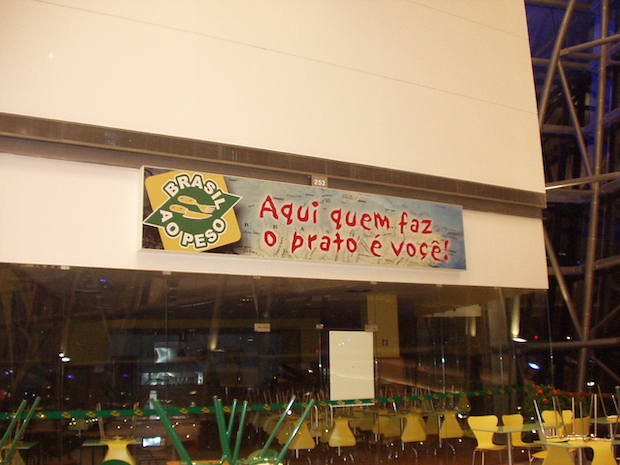 252
BRASIL
AO PESO
Aqui quem faz
o prato é você!